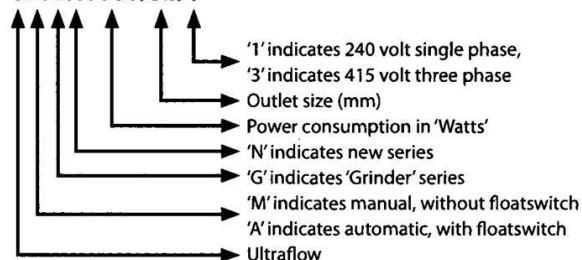 '1' indicates 240 volt single phase,
'3' indicates 415 volt three phase
Outlet size (mm)
Power consumption in 'Watts'
'N' indicates new series
'G' indicates 'Grinder' series
'M' indicates manual, without floatswitch
'A' indicates automatic, with floatswitch
Ultraflow